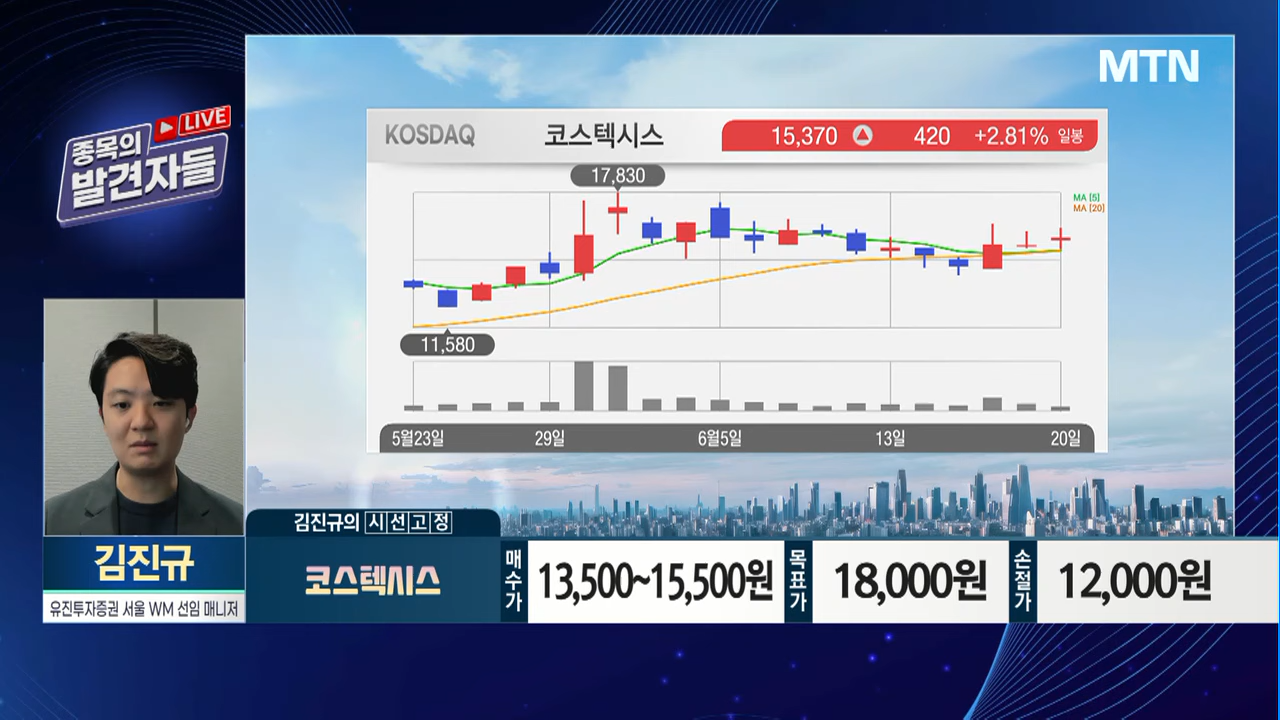 MTN
LIVE
종목의
발견자들
KOSDAQ 코스텍시스 15,370 420 +2.81% 일봉
17,830
MA [5]
MA [20]
11,580
5월23일 29일 6월5일 13일 20일
김진규의 시선고정
김진규
유진투자증권 서울 WM 선임 매니저
코스텍시스
매수가 13,500~15,500원 목표가 18,000원 손절가 12,000원